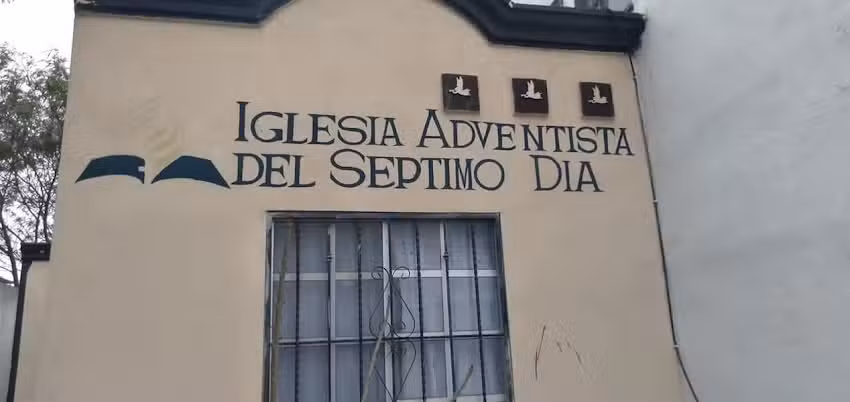 IGLESIA ADVENTISTA
DEL SEPTIMO DIA